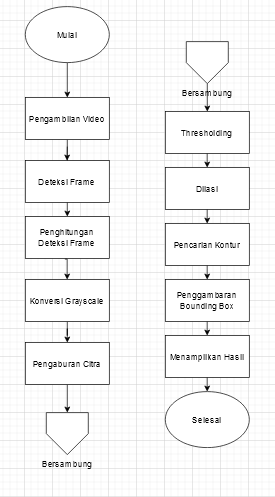 Mulai
Pengambilan Video
Deteksi Frame
Penghitungan
Deteksi Frame
Konversi Grayscale
Pengaburan Citra
Bersambung
Bersambung
Thresholding
Dilasi
Pencarian Kontur
Penggambaran
Bounding Box
Menampilkan Hasil
Selesai